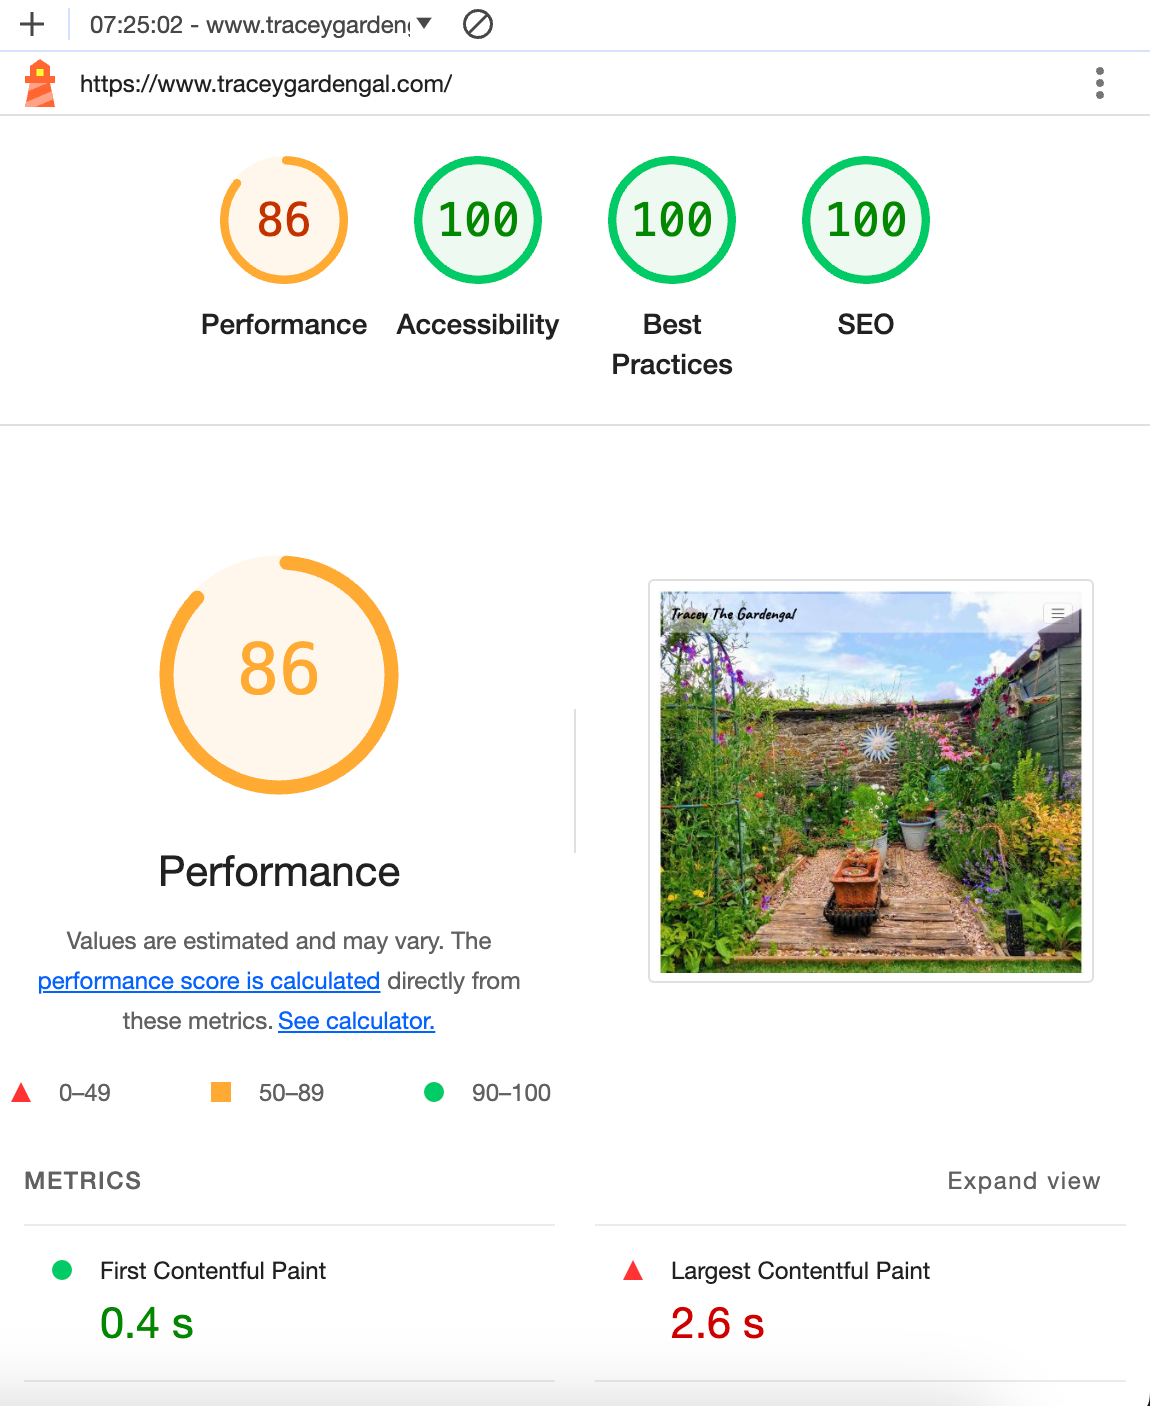 07:25:02 - www.traceygarden
https://www.traceygardengal.com/
86
100
100
100
Performance
Accessibility
Best
Practices
SEO
86
Tracey The Gardengal
Performance
Values are estimated and may vary. The
performance score is calculated directly from
these metrics. See calculator.
0–49
50–89
90–100
METRICS
Expand view
First Contentful Paint
0.4 s
Largest Contentful Paint
2.6 s